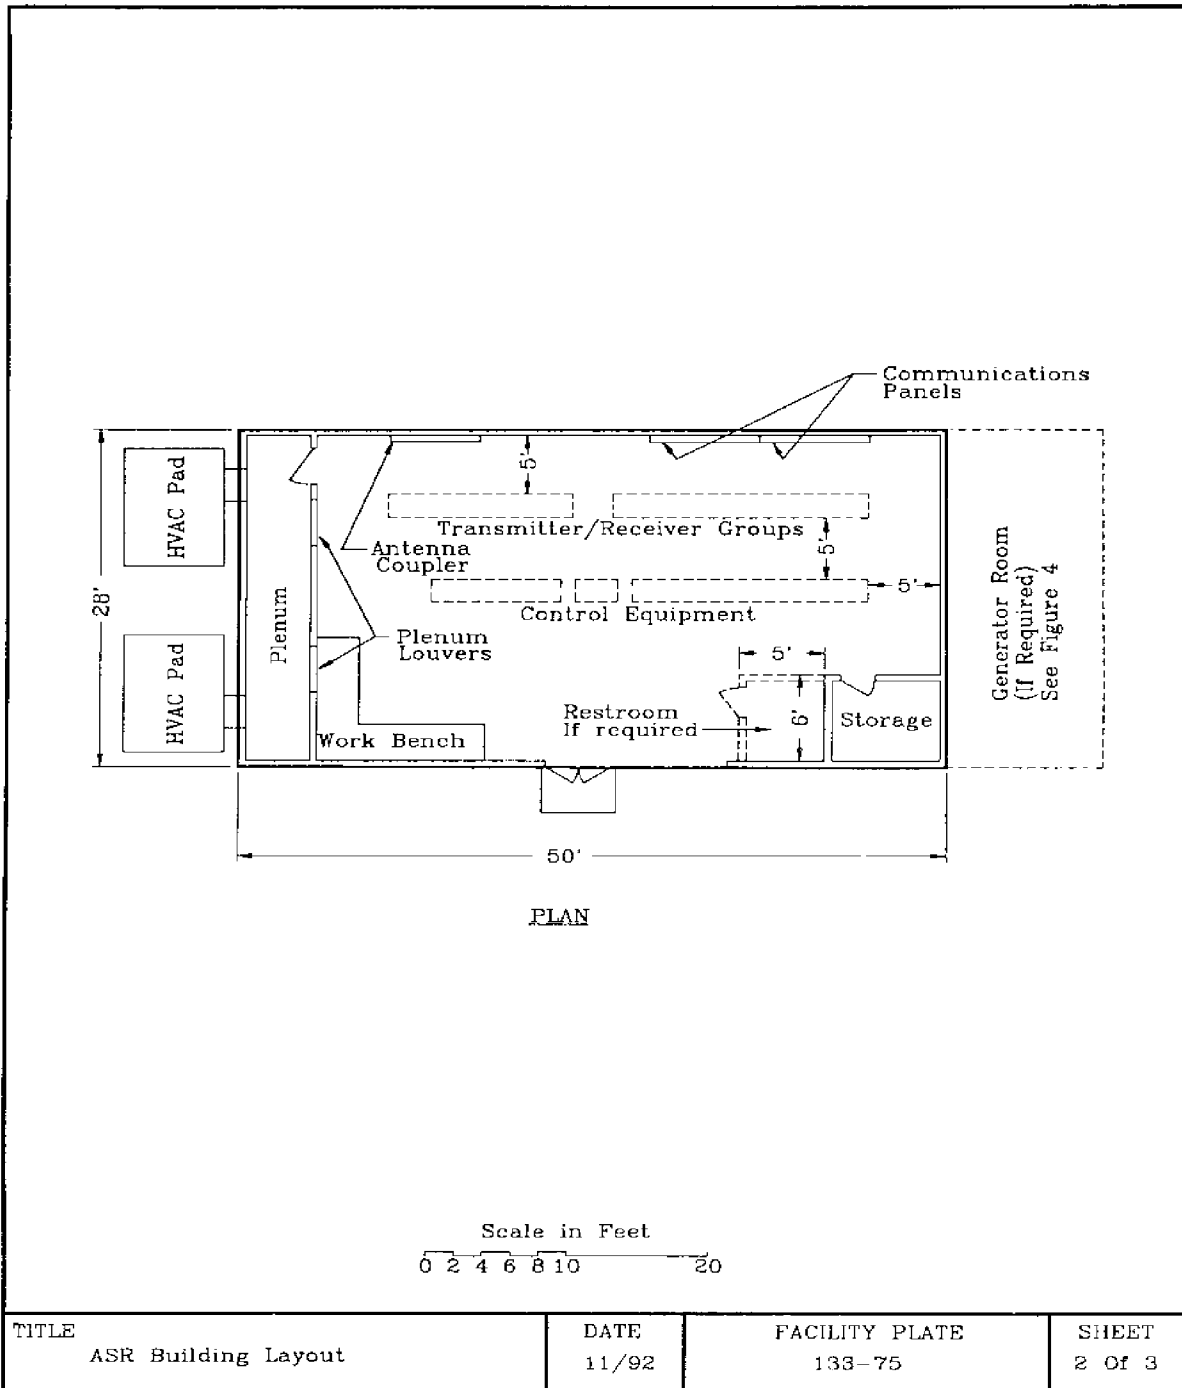 Communications
Panels
HVAC Pad
5'
Transmitter/Receiver Groups
Antenna
Coupler
5'
5'
28'
Control Equipment
Generator Room
(If Required)
See Figure 4
Plenum
Plenum
Louvers
5'
HVAC Pad
Restroom
If required
6'
Storage
Work Bench
50'
PLAN
Scale in Feet
0 2 4 6 8 10 20
TITLE
ASR Building Layout
DATE
11/92
FACILITY PLATE
133-75
SHEET
2 Of 3